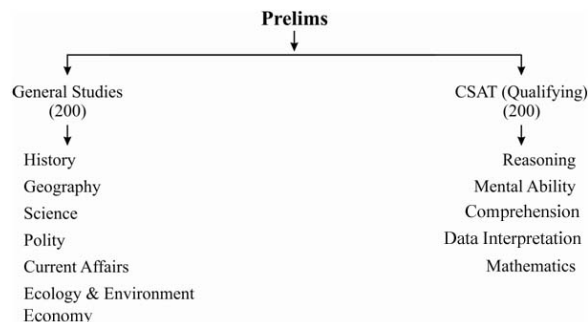 Prelims
General Studies
(200)
History
Geography
Science
Polity
Current Affairs
Ecology & Environment
Economy
CSAT (Qualifying)
(200)
Reasoning
Mental Ability
Comprehension
Data Interpretation
Mathematics